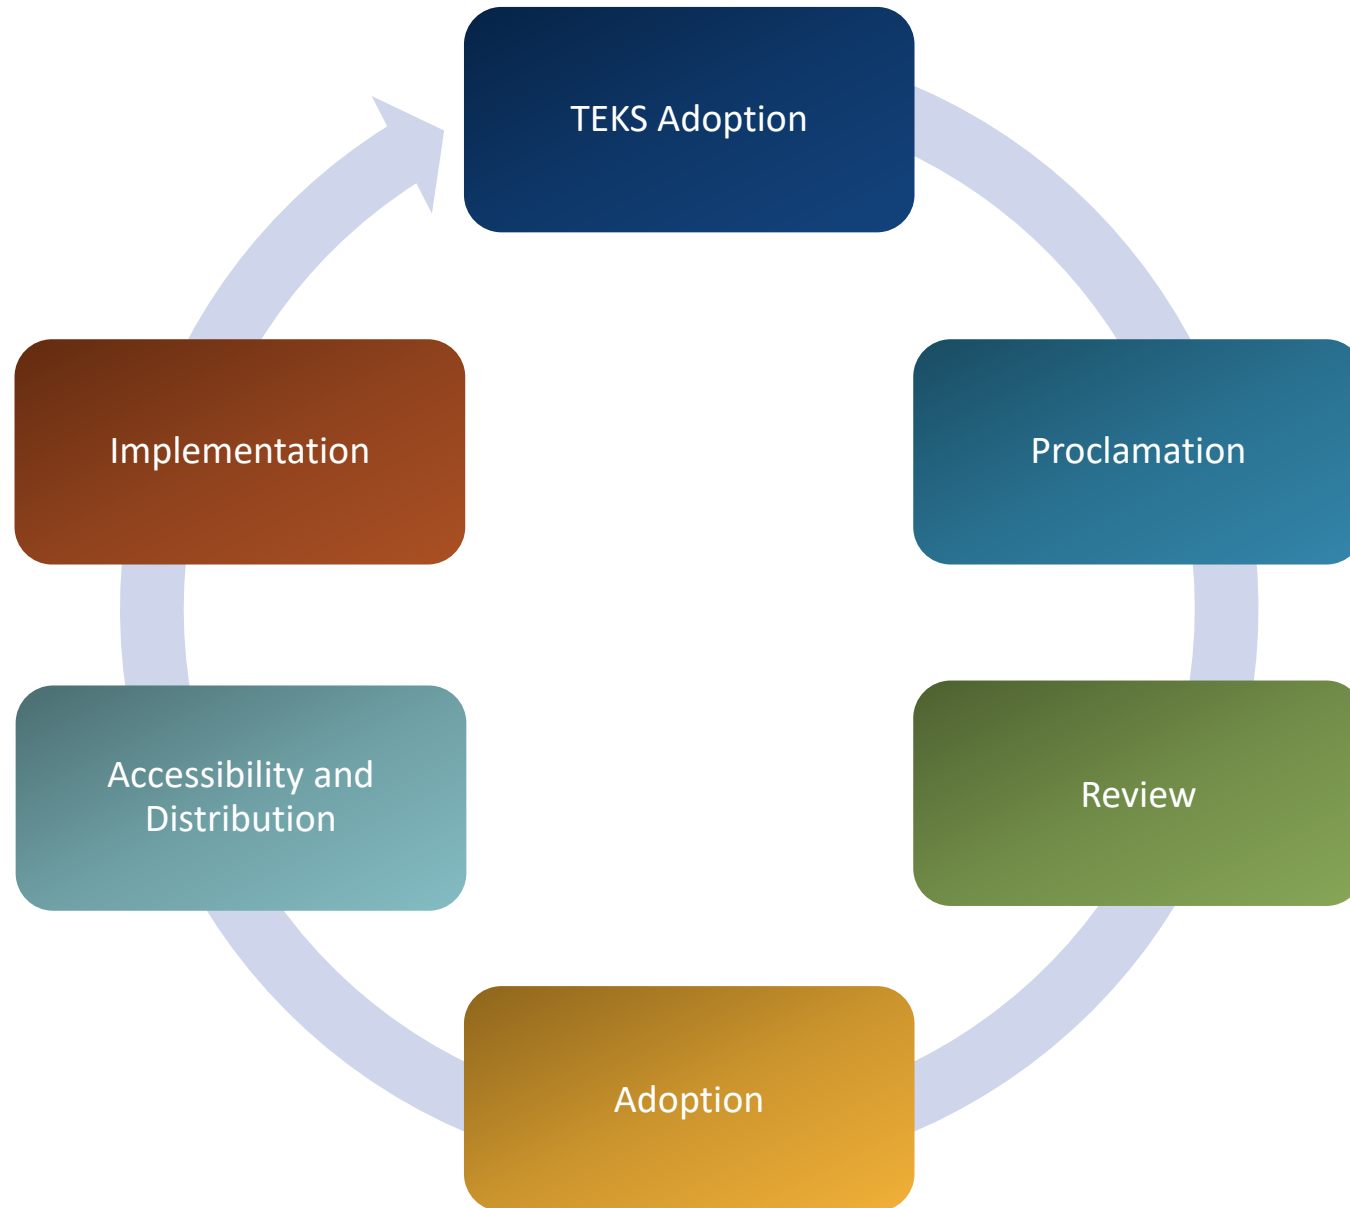 TEKS Adoption
Proclamation
Review
Adoption
Accessibility and
Distribution
Implementation